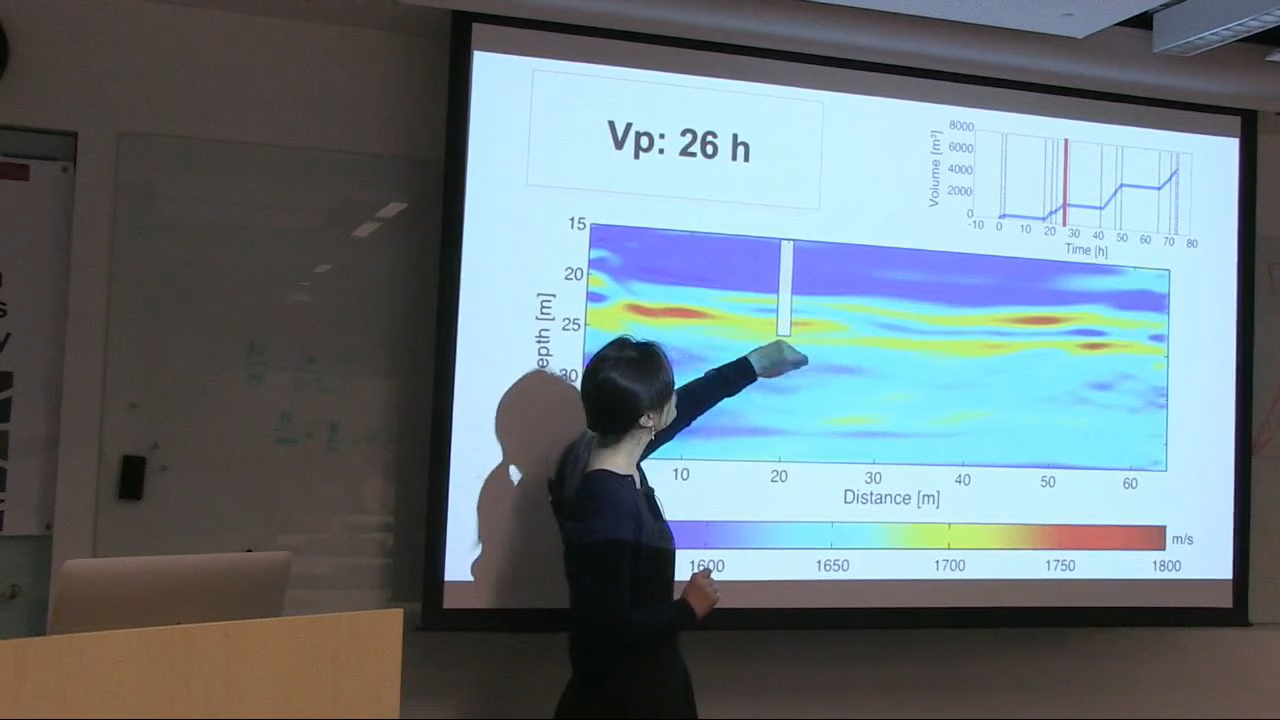 Vp: 26 h
Volume [m³]
8000
6000
4000
2000
0
-10 0 10 20 30 40 50 60 70 80
Time [h]
15
20
25
30
epth [m]
10 20 30 40 50 60
Distance [m]
m/s
1600 1650 1700 1750 1800